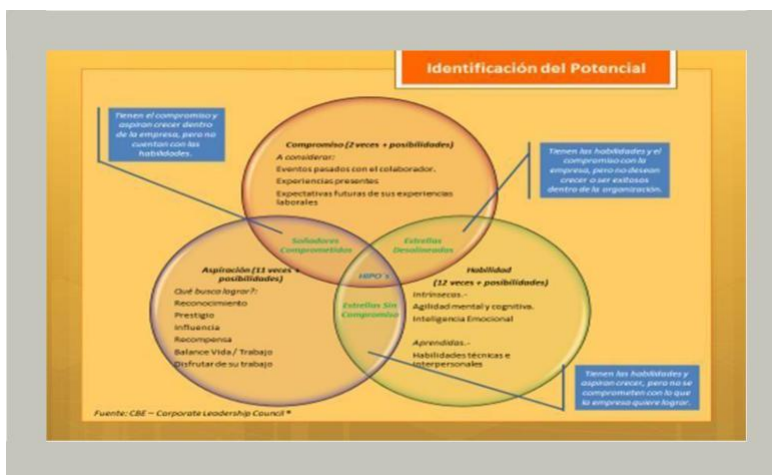 Identificación del Potencial
Tienen el compromiso y
aspiran crecer dentro
de la empresa, pero no
cuentan con las
habilidades.
Compromiso (2 veces + posibilidades)
A considerar:
Eventos pasados con el colaborador.
Experiencias presentes
Expectativas futuras de sus experiencias
laborales
Tienen las habilidades y el
compromiso con la
empresa, pero no desean
crecer o ser exitosos
dentro de la organización.
Soñadores
Comprometidos
Estrellas
Desalineadas
HIPO´s
Estrellas Sin
Compromiso
Aspiración (11 veces +
posibilidades)
Qué busca lograr?:
Reconocimiento
Prestigio
Influencia
Recompensa
Balance Vida / Trabajo
Disfrutar de su trabajo
Habilidad
(12 veces + posibilidades)
Intrínsecas.-
Agilidad mental y cognitiva.
Inteligencia Emocional
Aprendidas.-
Habilidades técnicas e
interpersonales
Tienen las habilidades y
aspiran crecer, pero no se
comprometen con lo que
la empresa quiere lograr.
Fuente: CBE – Corporate Leadership Council *